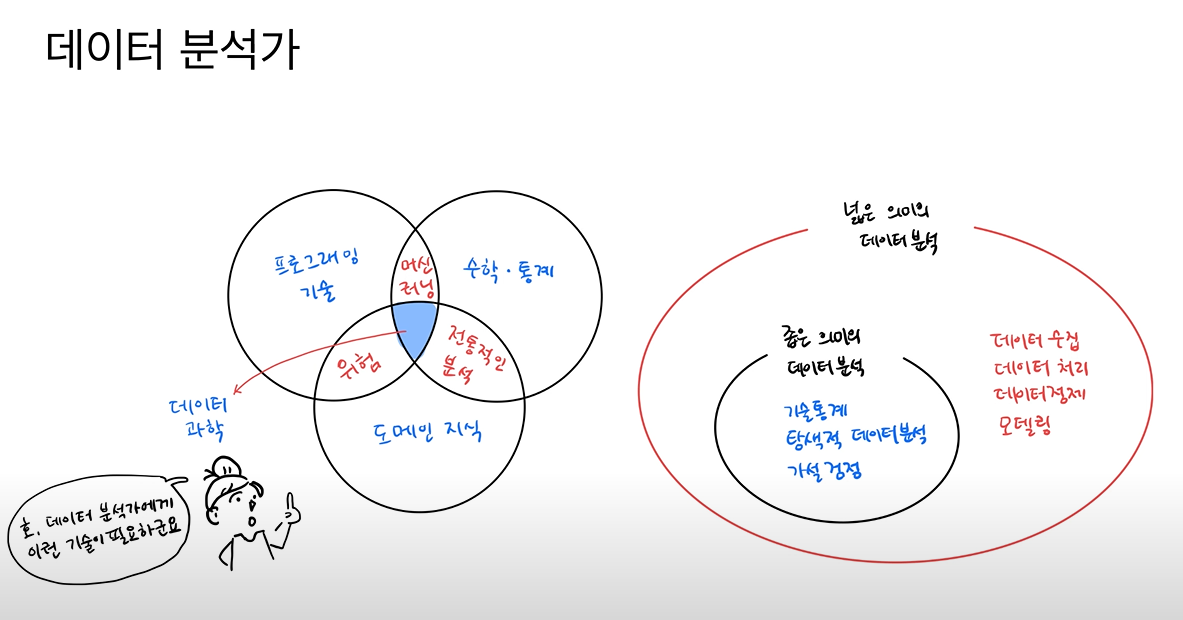 데이터 분석가
프로그래밍
기술
머신
러닝
수학 · 통계
위험
전통적인
분석
도메인 지식
데이터
과학
호, 데이터 분석가에게
이런 기술이 필요하군요
넓은 의미의
데이터 분석
좁은 의미의
데이터 분석
기술통계
탐색적 데이터분석
가설 검정
데이터 수집
데이터 처리
데이터정제
모델링